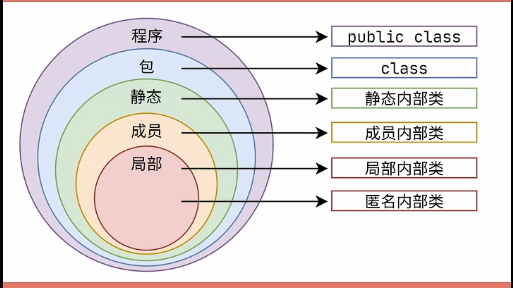 程序
public class
包
class
静态
静态内部类
成员
成员内部类
局部
局部内部类
匿名内部类